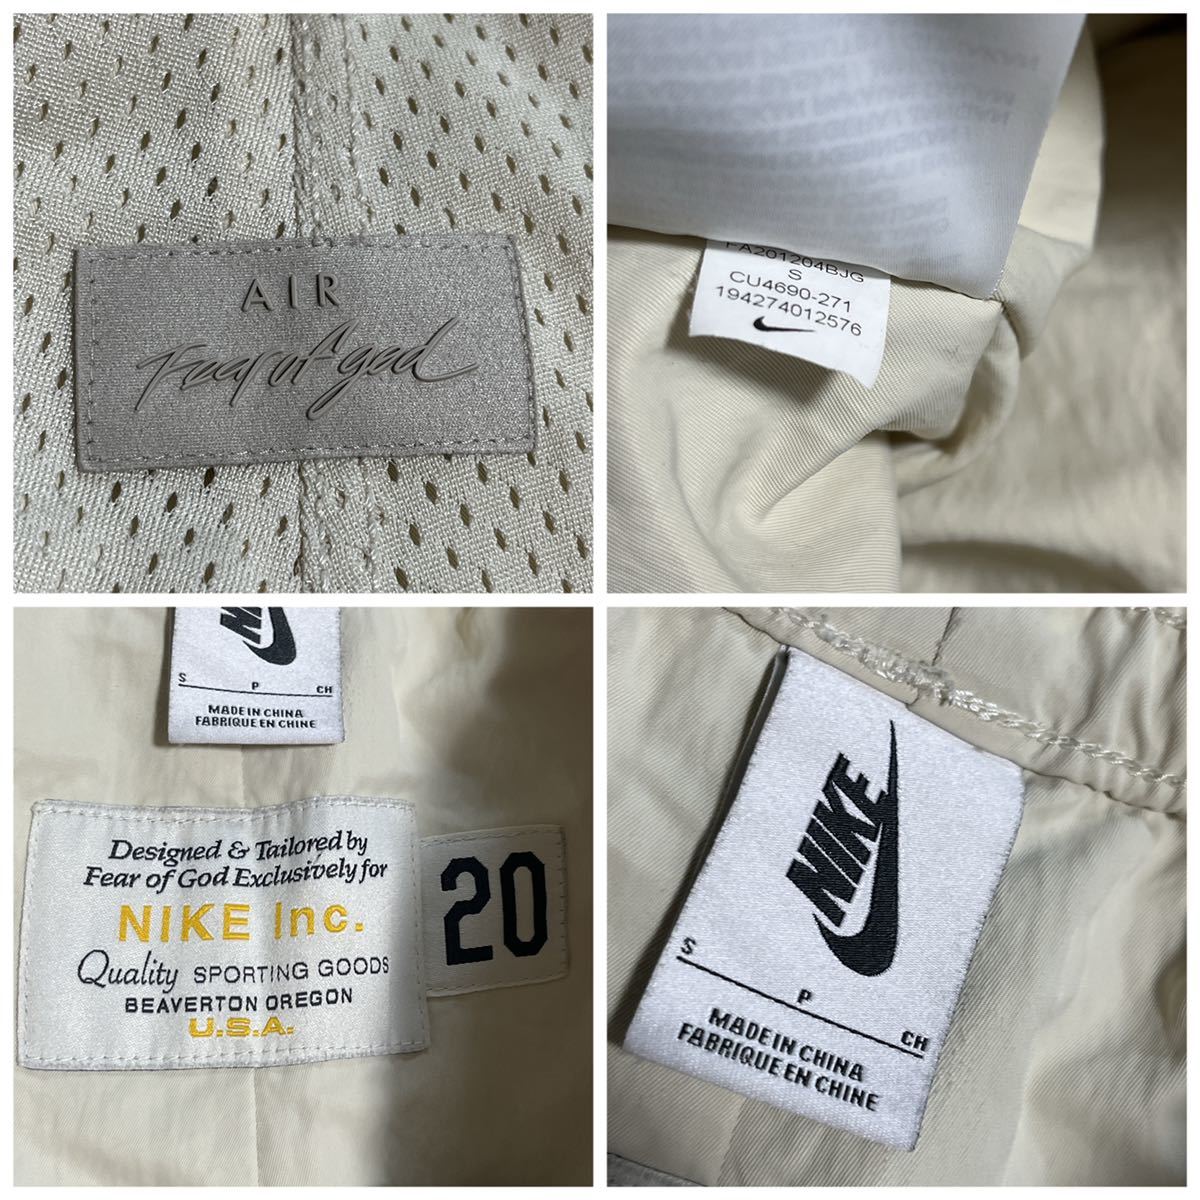 AIR
Fear of god
FA201204BJG
S
CU4690-271
194274012576
S P CH
MADE IN CHINA
FABRIQUE EN CHINE
Designed & Tailored by
Fear of God Exclusively for
NIKE Inc.
Quality SPORTING GOODS
BEAVERTON OREGON
U.S.A.
20
NIKE
S P CH
MADE IN CHINA
FABRIQUE EN CHINE